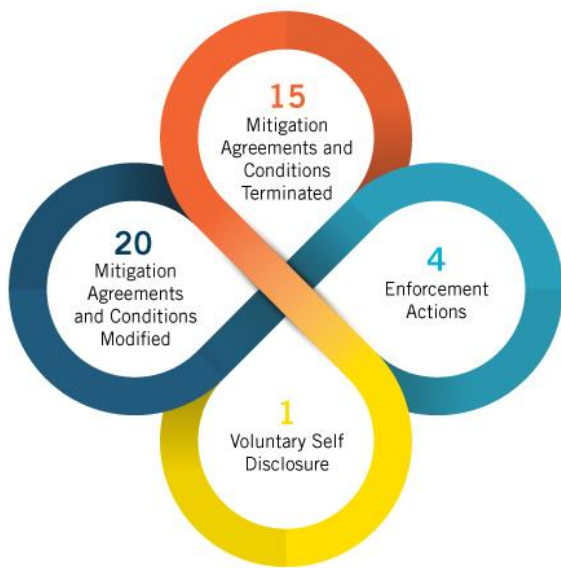 15
Mitigation
Agreements and
Conditions
Terminated
20
Mitigation
Agreements
and Conditions
Modified
4
Enforcement
Actions
1
Voluntary Self
Disclosure